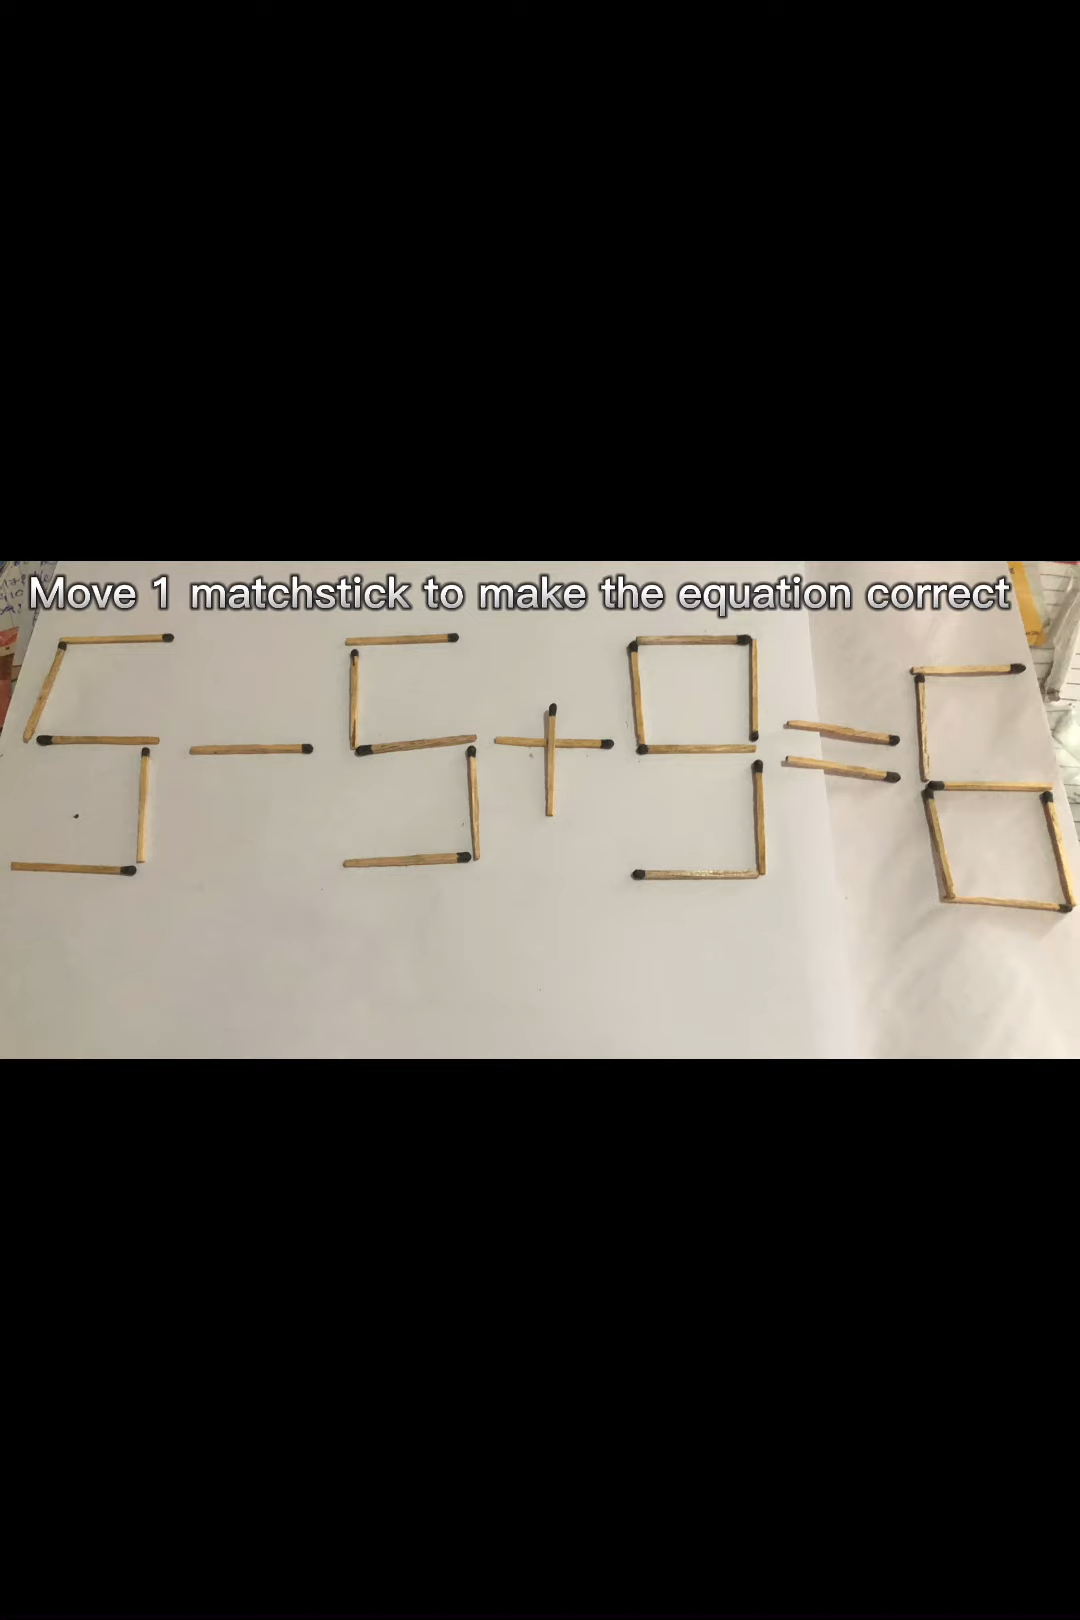 Move 1 matchstick to make the equation correct
5 - 5 + 9 = 6